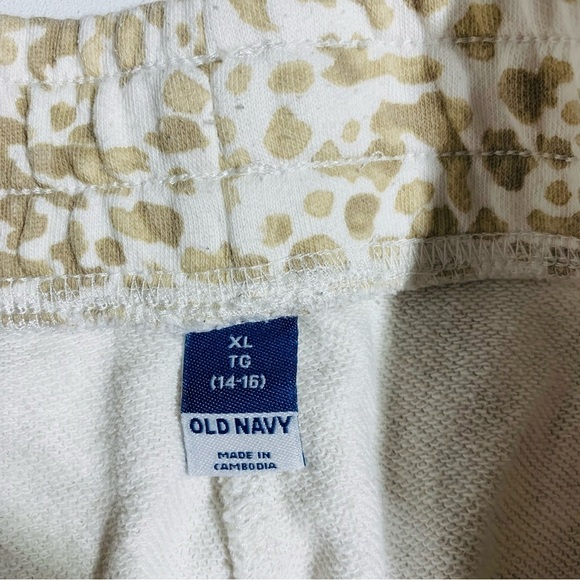 XL
TG
(14-16)
OLD NAVY
MADE IN
CAMBODIA